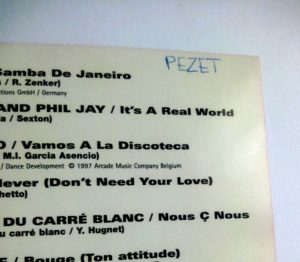 PEZET
Samba De Janeiro
/ R. Zenker)
ctions GmbH / Germany
AND PHIL JAY / It's A Real World
/ Sexton)
/ Vamos A La Discoteca
M.I. Garcia Asencio)
/ Dance Development © 1997 Arcade Music Company Belgium
Never (Don't Need Your Love)
hetto)
DU CARRÉ BLANC / Nous Ç Nous
u carré blanc / Y. Hugnet)
/ Rouge (Ton attitude)